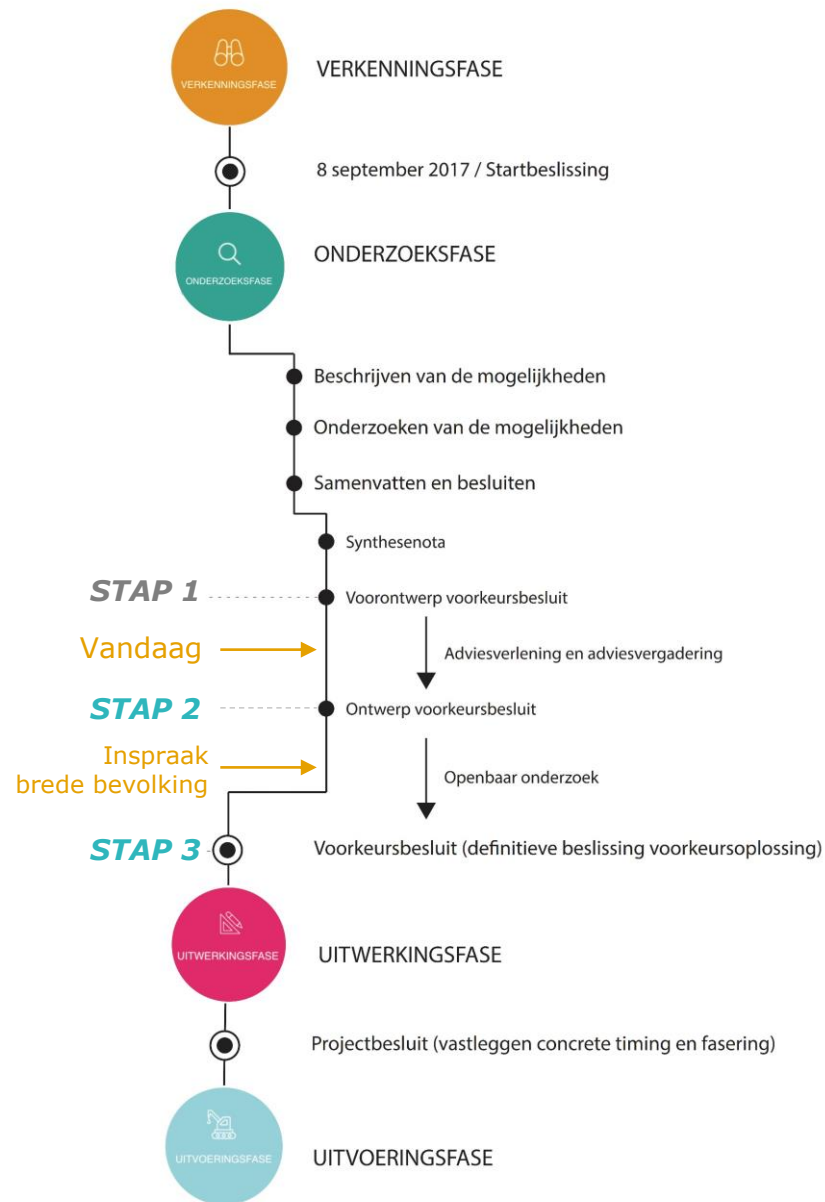 VERKENNINGSFASE
VERKENNINGSFASE
8 september 2017 / Startbeslissing
ONDERZOEKSFASE
ONDERZOEKSFASE
Beschrijven van de mogelijkheden
Onderzoeken van de mogelijkheden
Samenvatten en besluiten
Synthesenota
STAP 1
Voorontwerp voorkeursbesluit
Vandaag
Adviesverlening en adviesvergadering
STAP 2
Ontwerp voorkeursbesluit
Inspraak
brede bevolking
Openbaar onderzoek
STAP 3
Voorkeursbesluit (definitieve beslissing voorkeursoplossing)
UITWERKINGSFASE
UITWERKINGSFASE
Projectbesluit (vastleggen concrete timing en fasering)
UITVOERINGSFASE
UITVOERINGSFASE